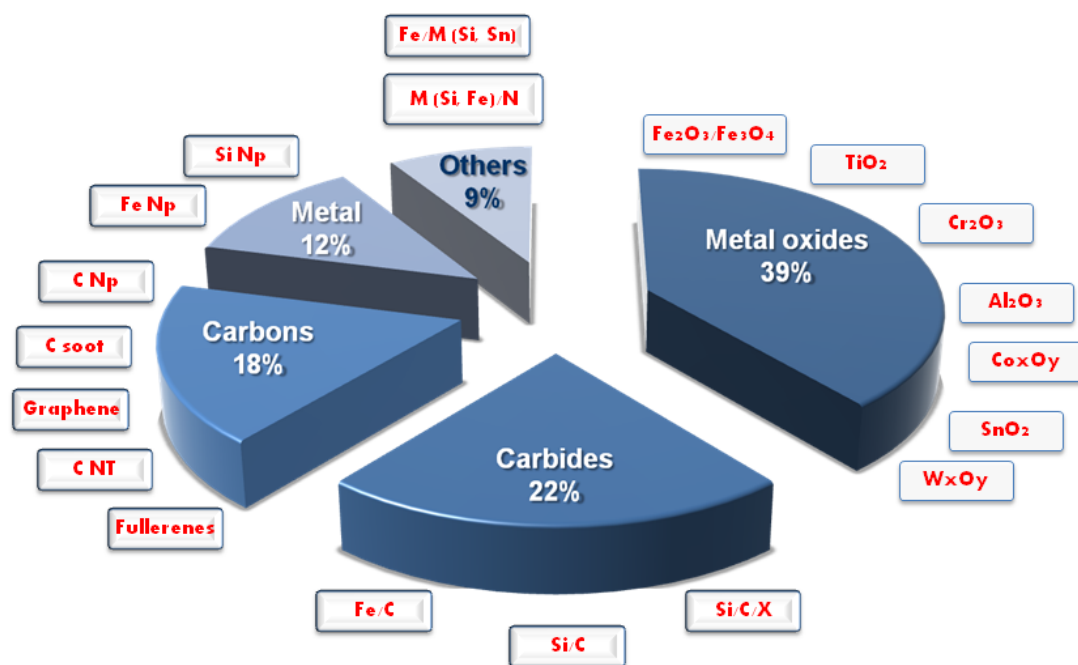 Fe/M (Si, Sn)
M (Si, Fe)/N
Si Np
Fe Np
C Np
C soot
Graphene
C NT
Fullerenes
Fe/C
Si/C
Si/C/X
Fe₂O₃/Fe₃O₄
TiO₂
Cr₂O₃
Al₂O₃
CoxOy
SnO₂
WxOy
Others
9%
Metal
12%
Metal oxides
39%
Carbons
18%
Carbides
22%